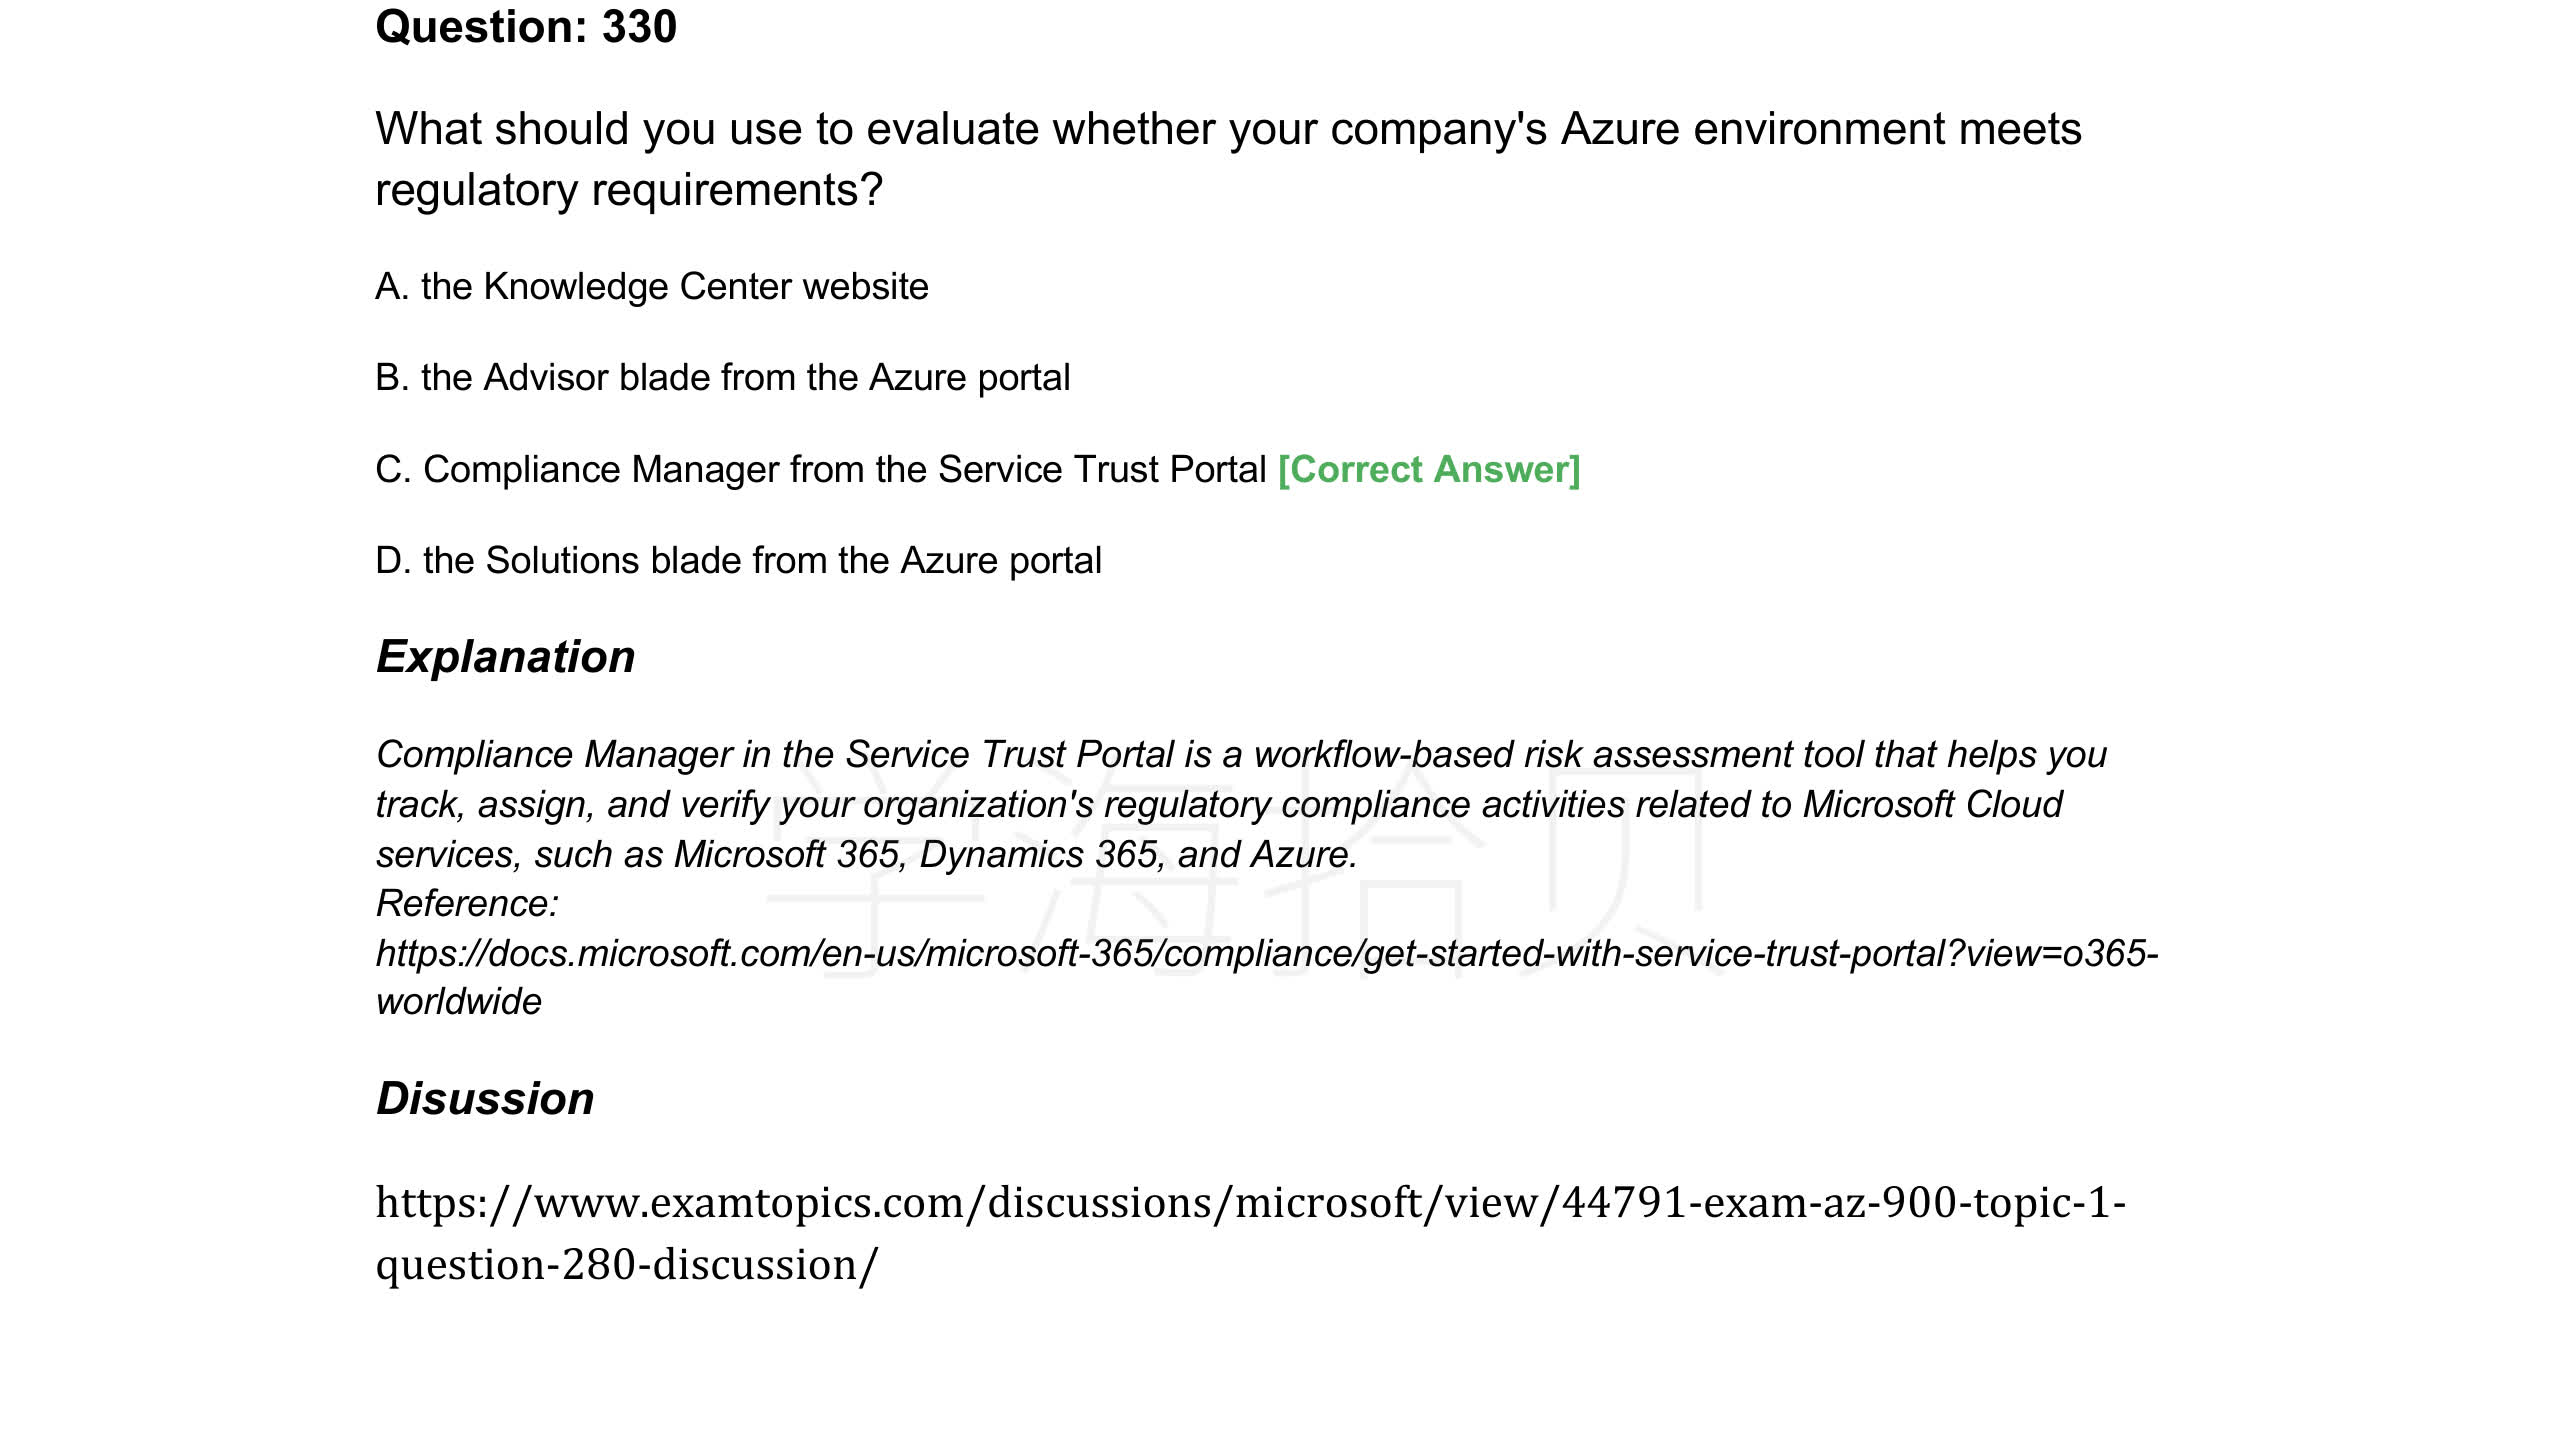 Question: 330
What should you use to evaluate whether your company's Azure environment meets
regulatory requirements?
A. the Knowledge Center website
B. the Advisor blade from the Azure portal
C. Compliance Manager from the Service Trust Portal [Correct Answer]
D. the Solutions blade from the Azure portal
Explanation
Compliance Manager in the Service Trust Portal is a workflow-based risk assessment tool that helps you
track, assign, and verify your organization's regulatory compliance activities related to Microsoft Cloud
services, such as Microsoft 365, Dynamics 365, and Azure.
学海拾贝
Reference:
https://docs.microsoft.com/en-us/microsoft-365/compliance/get-started-with-service-trust-portal?view=o365-
worldwide
Disussion
https://www.examtopics.com/discussions/microsoft/view/44791-exam-az-900-topic-1-
question-280-discussion/